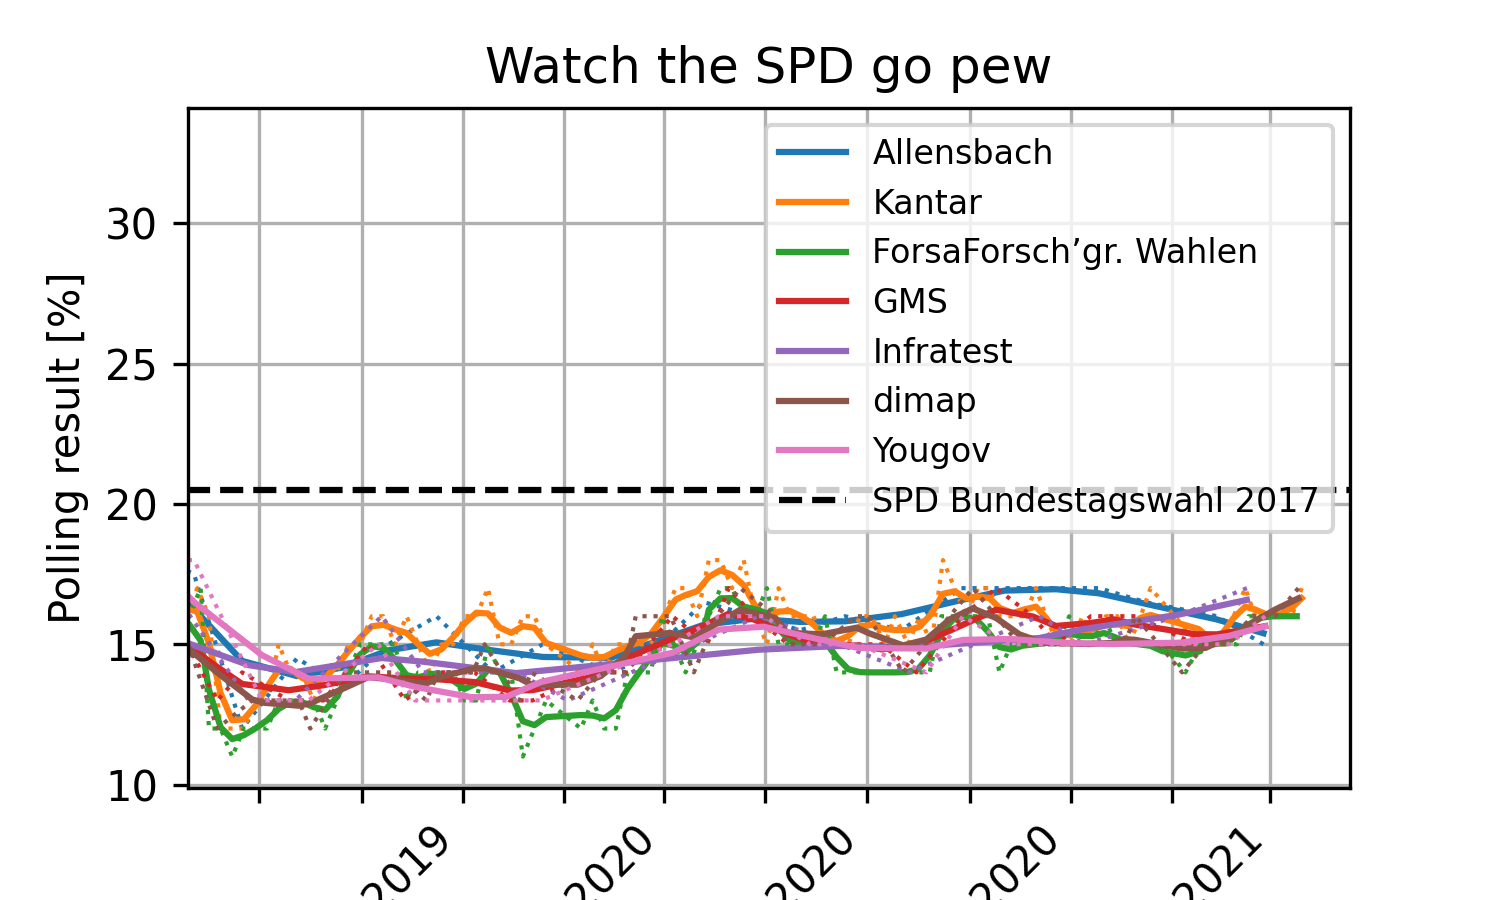 Watch the SPD go pew
Polling result [%]
30
25
20
15
10
Allensbach
Kantar
ForsaForsch’gr. Wahlen
GMS
Infratest
dimap
Yougov
SPD Bundestagswahl 2017
2019
2020
2020
2020
2021